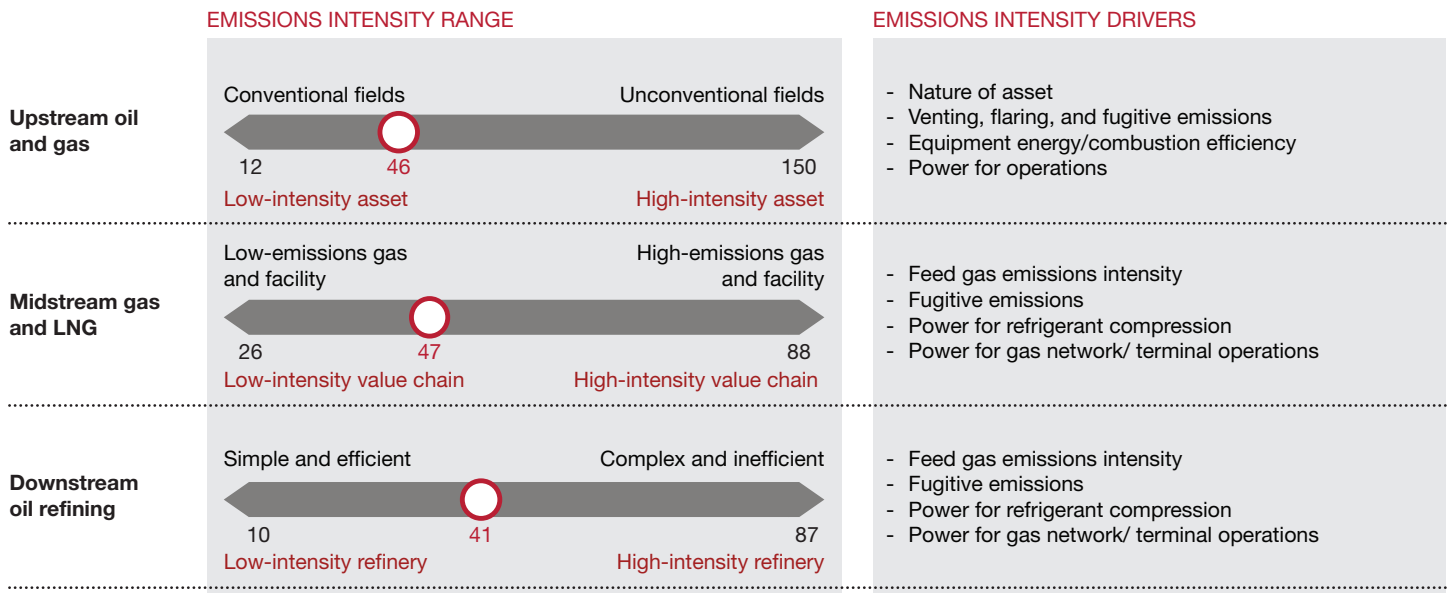 EMISSIONS INTENSITY RANGE
EMISSIONS INTENSITY DRIVERS
Upstream oil
and gas
Conventional fields
Unconventional fields
12
46
150
Low-intensity asset
High-intensity asset
- Nature of asset
- Venting, flaring, and fugitive emissions
- Equipment energy/combustion efficiency
- Power for operations
Midstream gas
and LNG
Low-emissions gas
and facility
High-emissions gas
and facility
26
47
88
Low-intensity value chain
High-intensity value chain
- Feed gas emissions intensity
- Fugitive emissions
- Power for refrigerant compression
- Power for gas network/ terminal operations
Downstream
oil refining
Simple and efficient
Complex and inefficient
10
41
87
Low-intensity refinery
High-intensity refinery
- Feed gas emissions intensity
- Fugitive emissions
- Power for refrigerant compression
- Power for gas network/ terminal operations